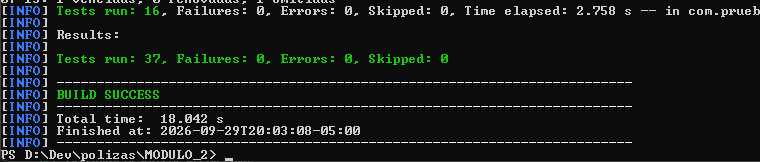 [INFO] Tests run: 16, Failures: 0, Errors: 0, Skipped: 0, Time elapsed: 2.758 s -- in com.prueb
[INFO]
[INFO] Results:
[INFO]
[INFO] Tests run: 37, Failures: 0, Errors: 0, Skipped: 0
[INFO]
[INFO] ------------------------------------------------------------------------
[INFO] BUILD SUCCESS
[INFO] ------------------------------------------------------------------------
[INFO] Total time:  18.042 s
[INFO] Finished at: 2026-09-29T20:03:08-05:00
[INFO] ------------------------------------------------------------------------
PS D:\Dev\polizas\MODULO_2> _